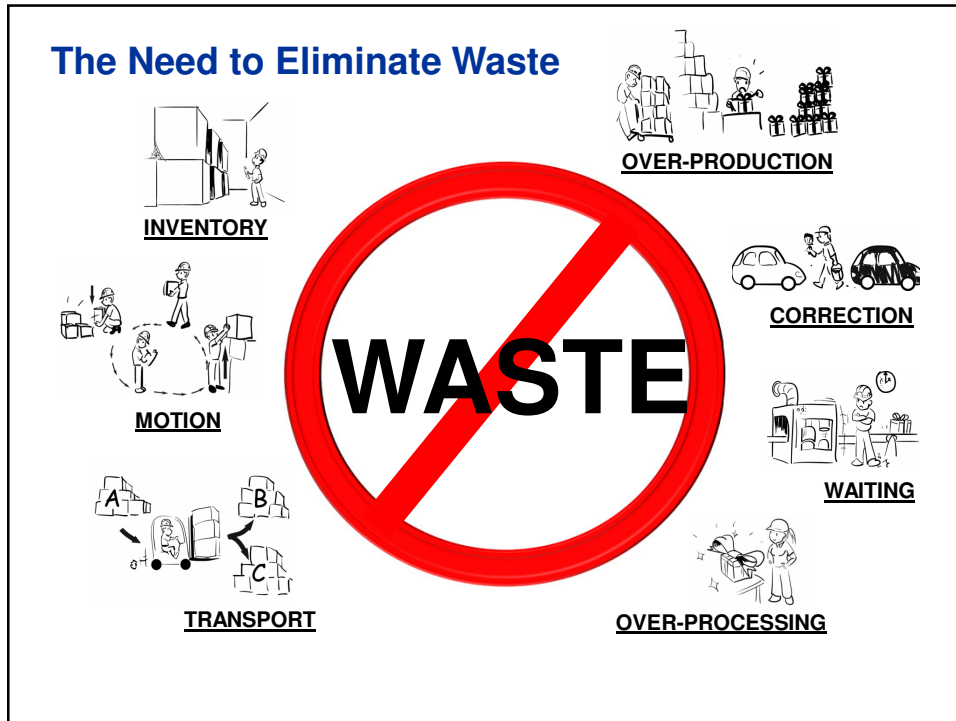 The Need to Eliminate Waste
OVER-PRODUCTION
INVENTORY
CORRECTION
MOTION
WASTE
WAITING
A
B
C
TRANSPORT
OVER-PROCESSING